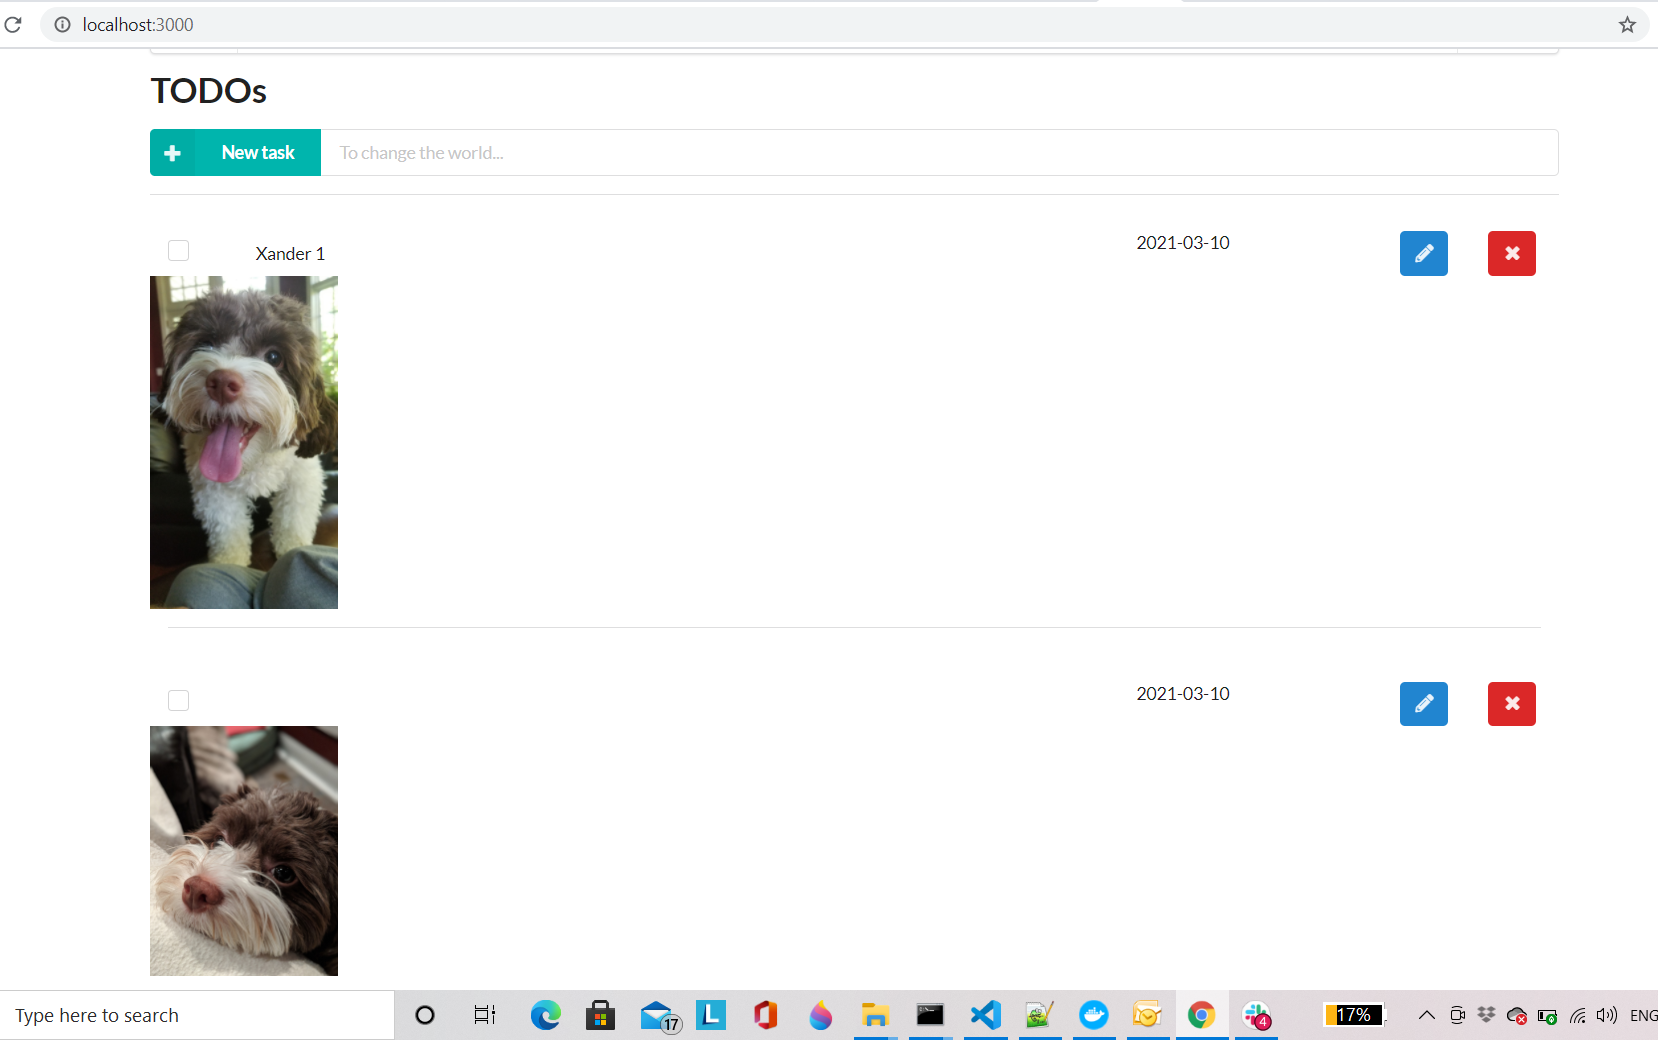 localhost:3000
TODOs
New task
To change the world...
Xander 1
2021-03-10
2021-03-10
Type here to search
17
L
4
17%
ENG